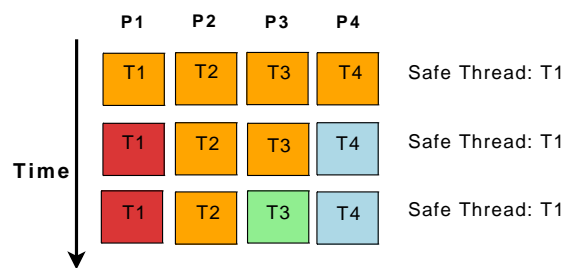 P1 P2 P3 P4
T1 T2 T3 T4 Safe Thread: T1
T1 T2 T3 T4 Safe Thread: T1
Time
T1 T2 T3 T4 Safe Thread: T1